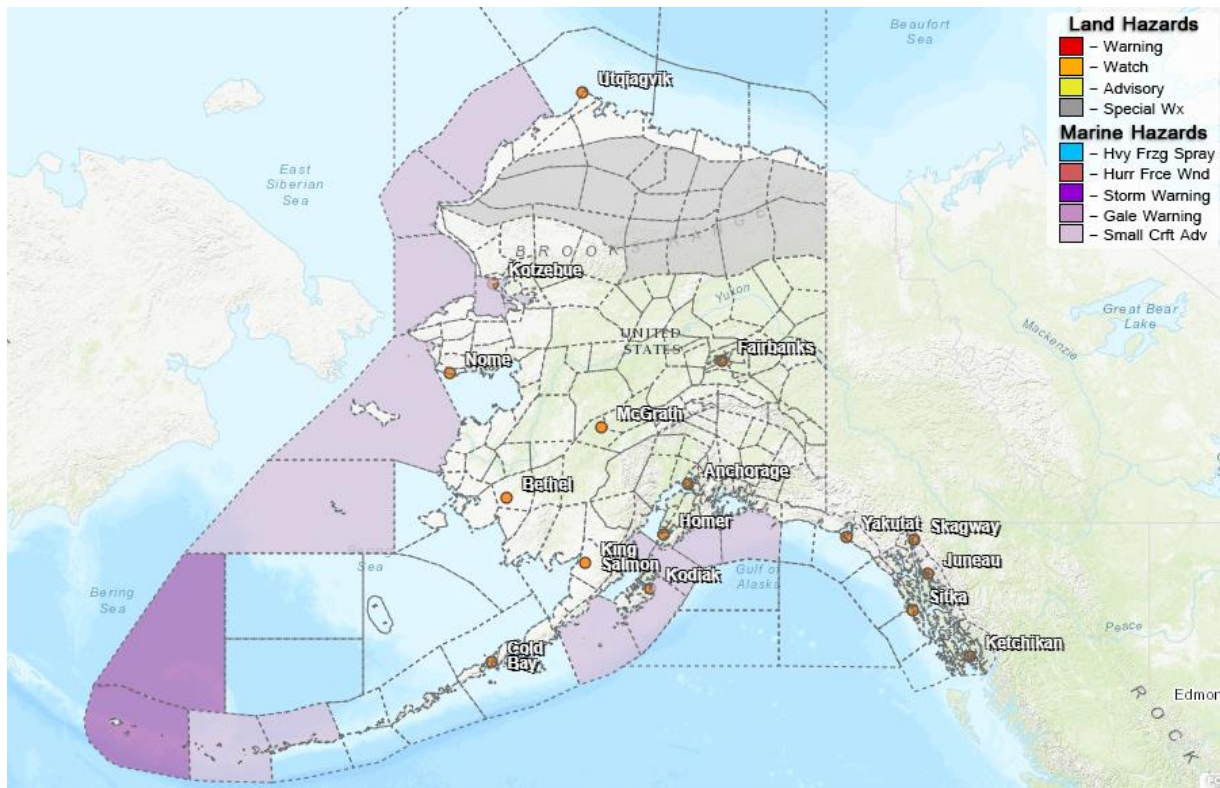 Land Hazards
– Warning
– Watch
– Advisory
– Special Wx
Marine Hazards
– Hvy Frzg Spray
– Hurr Frce Wnd
– Storm Warning
– Gale Warning
– Small Crft Adv
Beaufort
Sea
Utqiagvik
East
Siberian
Sea
BROOKS RANGE
Kotzebue
Yukon
Great Bear
Lake
Mackenzie
UNITED
STATES
Fairbanks
Nome
McGrath
Anchorage
Bethel
Homer
Yakutat
Skagway
King
Salmon
Kodiak
Juneau
Gulf of
Alaska
Sea
Bering
Sea
Sitka
Peace
Ketchikan
Cold
Bay
Edmon
ROCK